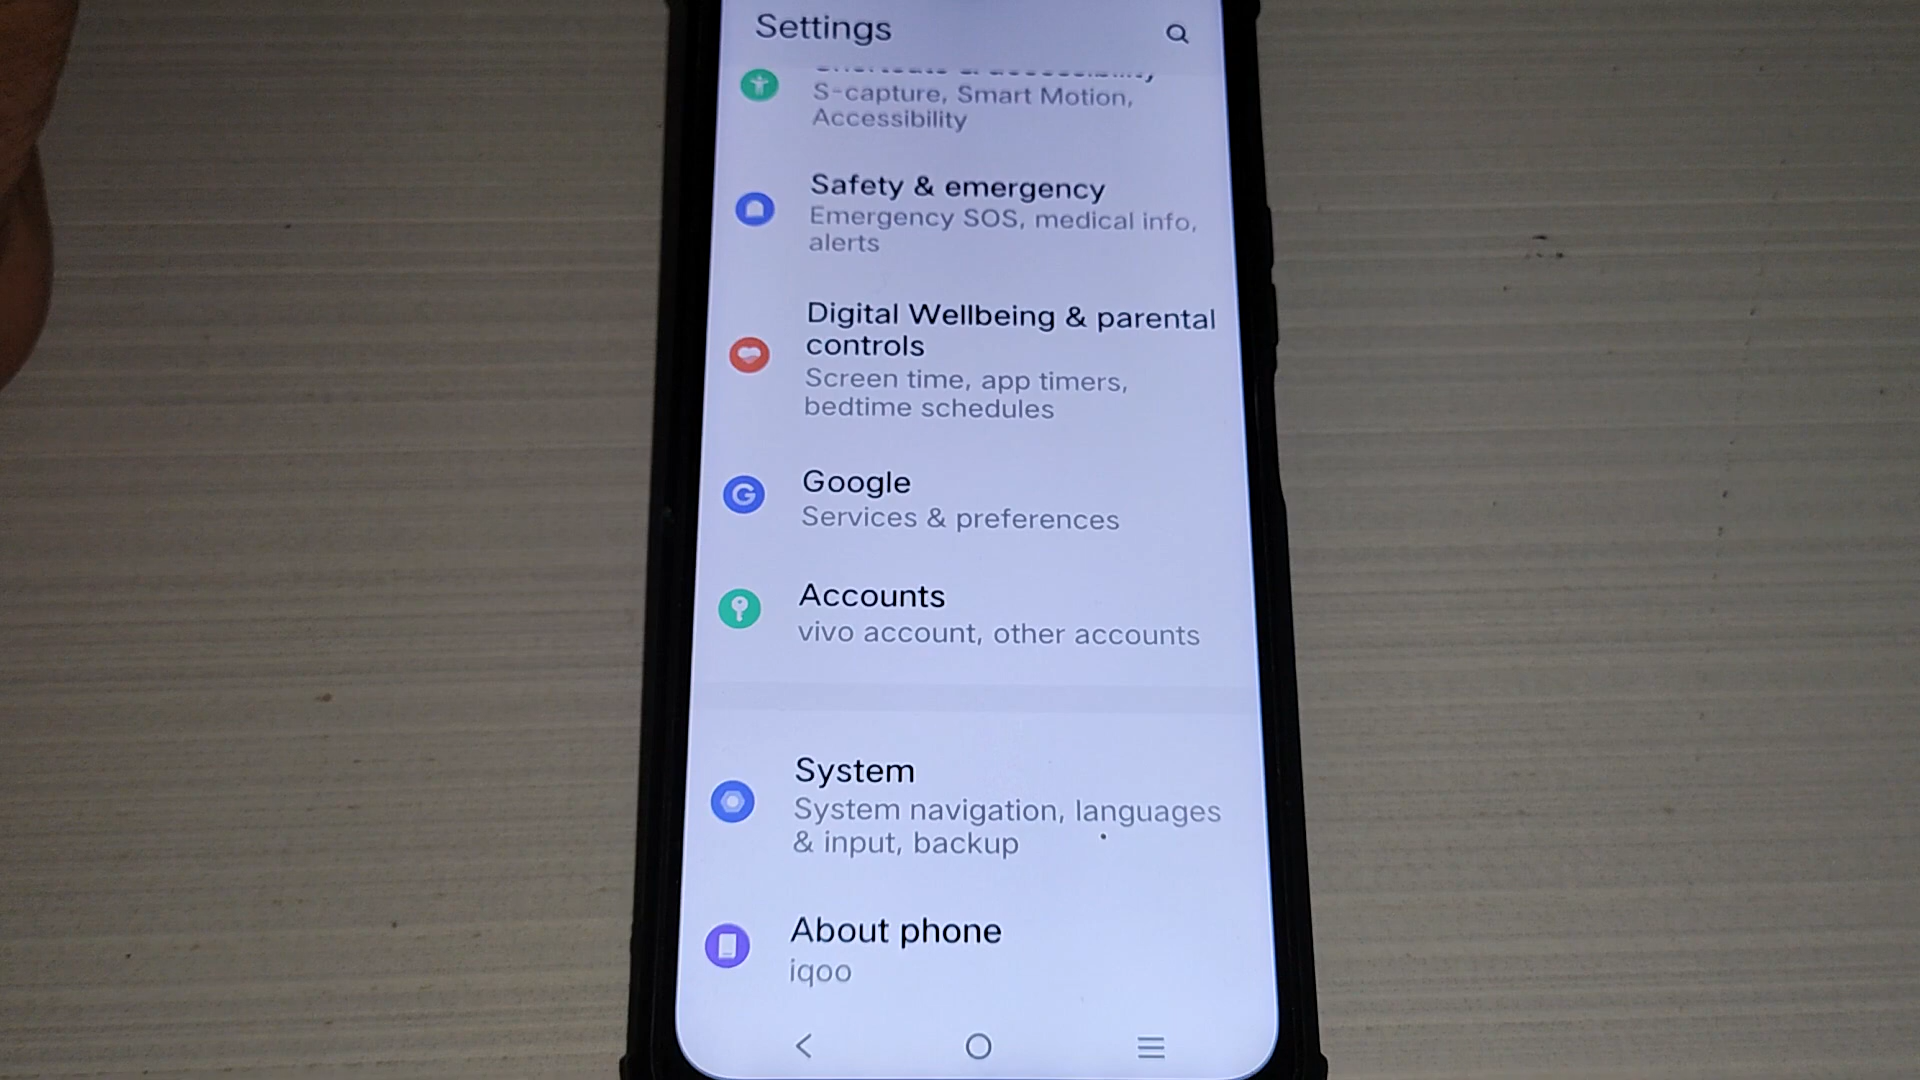 Settings
S-capture, Smart Motion,
Accessibility
Safety & emergency
Emergency SOS, medical info,
alerts
Digital Wellbeing & parental
controls
Screen time, app timers,
bedtime schedules
Google
Services & preferences
Accounts
vivo account, other accounts
System
System navigation, languages
& input, backup
About phone
iqoo